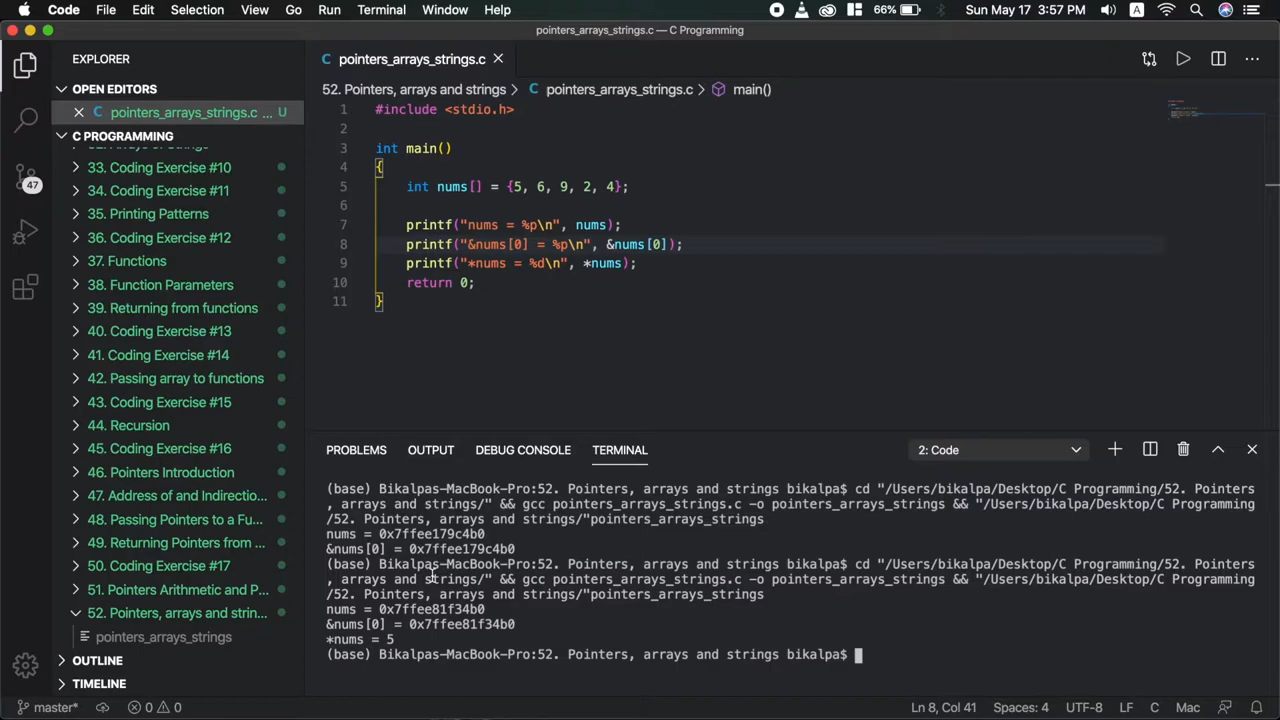 Code File Edit Selection View Go Run Terminal Window Help 66% Sun May 17 3:57 PM A
pointers_arrays_strings.c — C Programming
EXPLORER
OPEN EDITORS
pointers_arrays_strings.c ... U
C PROGRAMMING
33. Coding Exercise #10
34. Coding Exercise #11
35. Printing Patterns
36. Coding Exercise #12
37. Functions
38. Function Parameters
39. Returning from functions
40. Coding Exercise #13
41. Coding Exercise #14
42. Passing array to functions
43. Coding Exercise #15
44. Recursion
45. Coding Exercise #16
46. Pointers Introduction
47. Address of and Indirectio...
48. Passing Pointers to a Fu...
49. Returning Pointers from ...
50. Coding Exercise #17
51. Pointers Arithmetic and P...
52. Pointers, arrays and strin...
pointers_arrays_strings
OUTLINE
TIMELINE
47
C pointers_arrays_strings.c
52. Pointers, arrays and strings > C pointers_arrays_strings.c > main()
1 #include <stdio.h>
2
3 int main()
4 {
5 int nums[] = {5, 6, 9, 2, 4};
6
7 printf("nums = %p\n", nums);
8 printf("&nums[0] = %p\n", &nums[0]);
9 printf("*nums = %d\n", *nums);
10 return 0;
11 }
PROBLEMS OUTPUT DEBUG CONSOLE TERMINAL 2: Code
(base) Bikalpas-MacBook-Pro:52. Pointers, arrays and strings bikalpa$ cd "/Users/bikalpa/Desktop/C Programming/52. Pointers
, arrays and strings/" && gcc pointers_arrays_strings.c -o pointers_arrays_strings && "/Users/bikalpa/Desktop/C Programming
/52. Pointers, arrays and strings/"pointers_arrays_strings
nums = 0x7ffee179c4b0
&nums[0] = 0x7ffee179c4b0
(base) Bikalpas-MacBook-Pro:52. Pointers, arrays and strings bikalpa$ cd "/Users/bikalpa/Desktop/C Programming/52. Pointers
, arrays and strings/" && gcc pointers_arrays_strings.c -o pointers_arrays_strings && "/Users/bikalpa/Desktop/C Programming
/52. Pointers, arrays and strings/"pointers_arrays_strings
nums = 0x7ffee81f34b0
&nums[0] = 0x7ffee81f34b0
*nums = 5
(base) Bikalpas-MacBook-Pro:52. Pointers, arrays and strings bikalpa$
master* 0 0 Ln 8, Col 41 Spaces: 4 UTF-8 LF C Mac